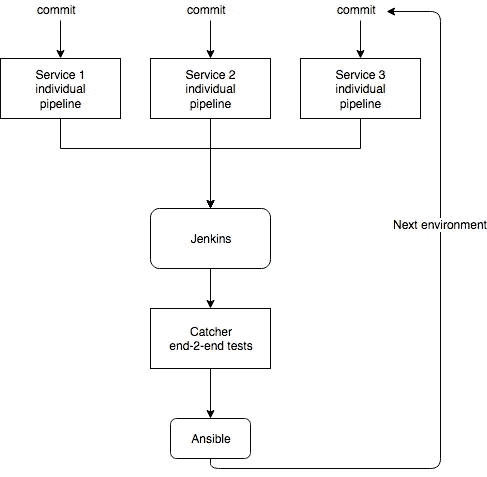 commit
commit
commit
Service 1
individual
pipeline
Service 2
individual
pipeline
Service 3
individual
pipeline
Next environment
Jenkins
Catcher
end-2-end tests
Ansible